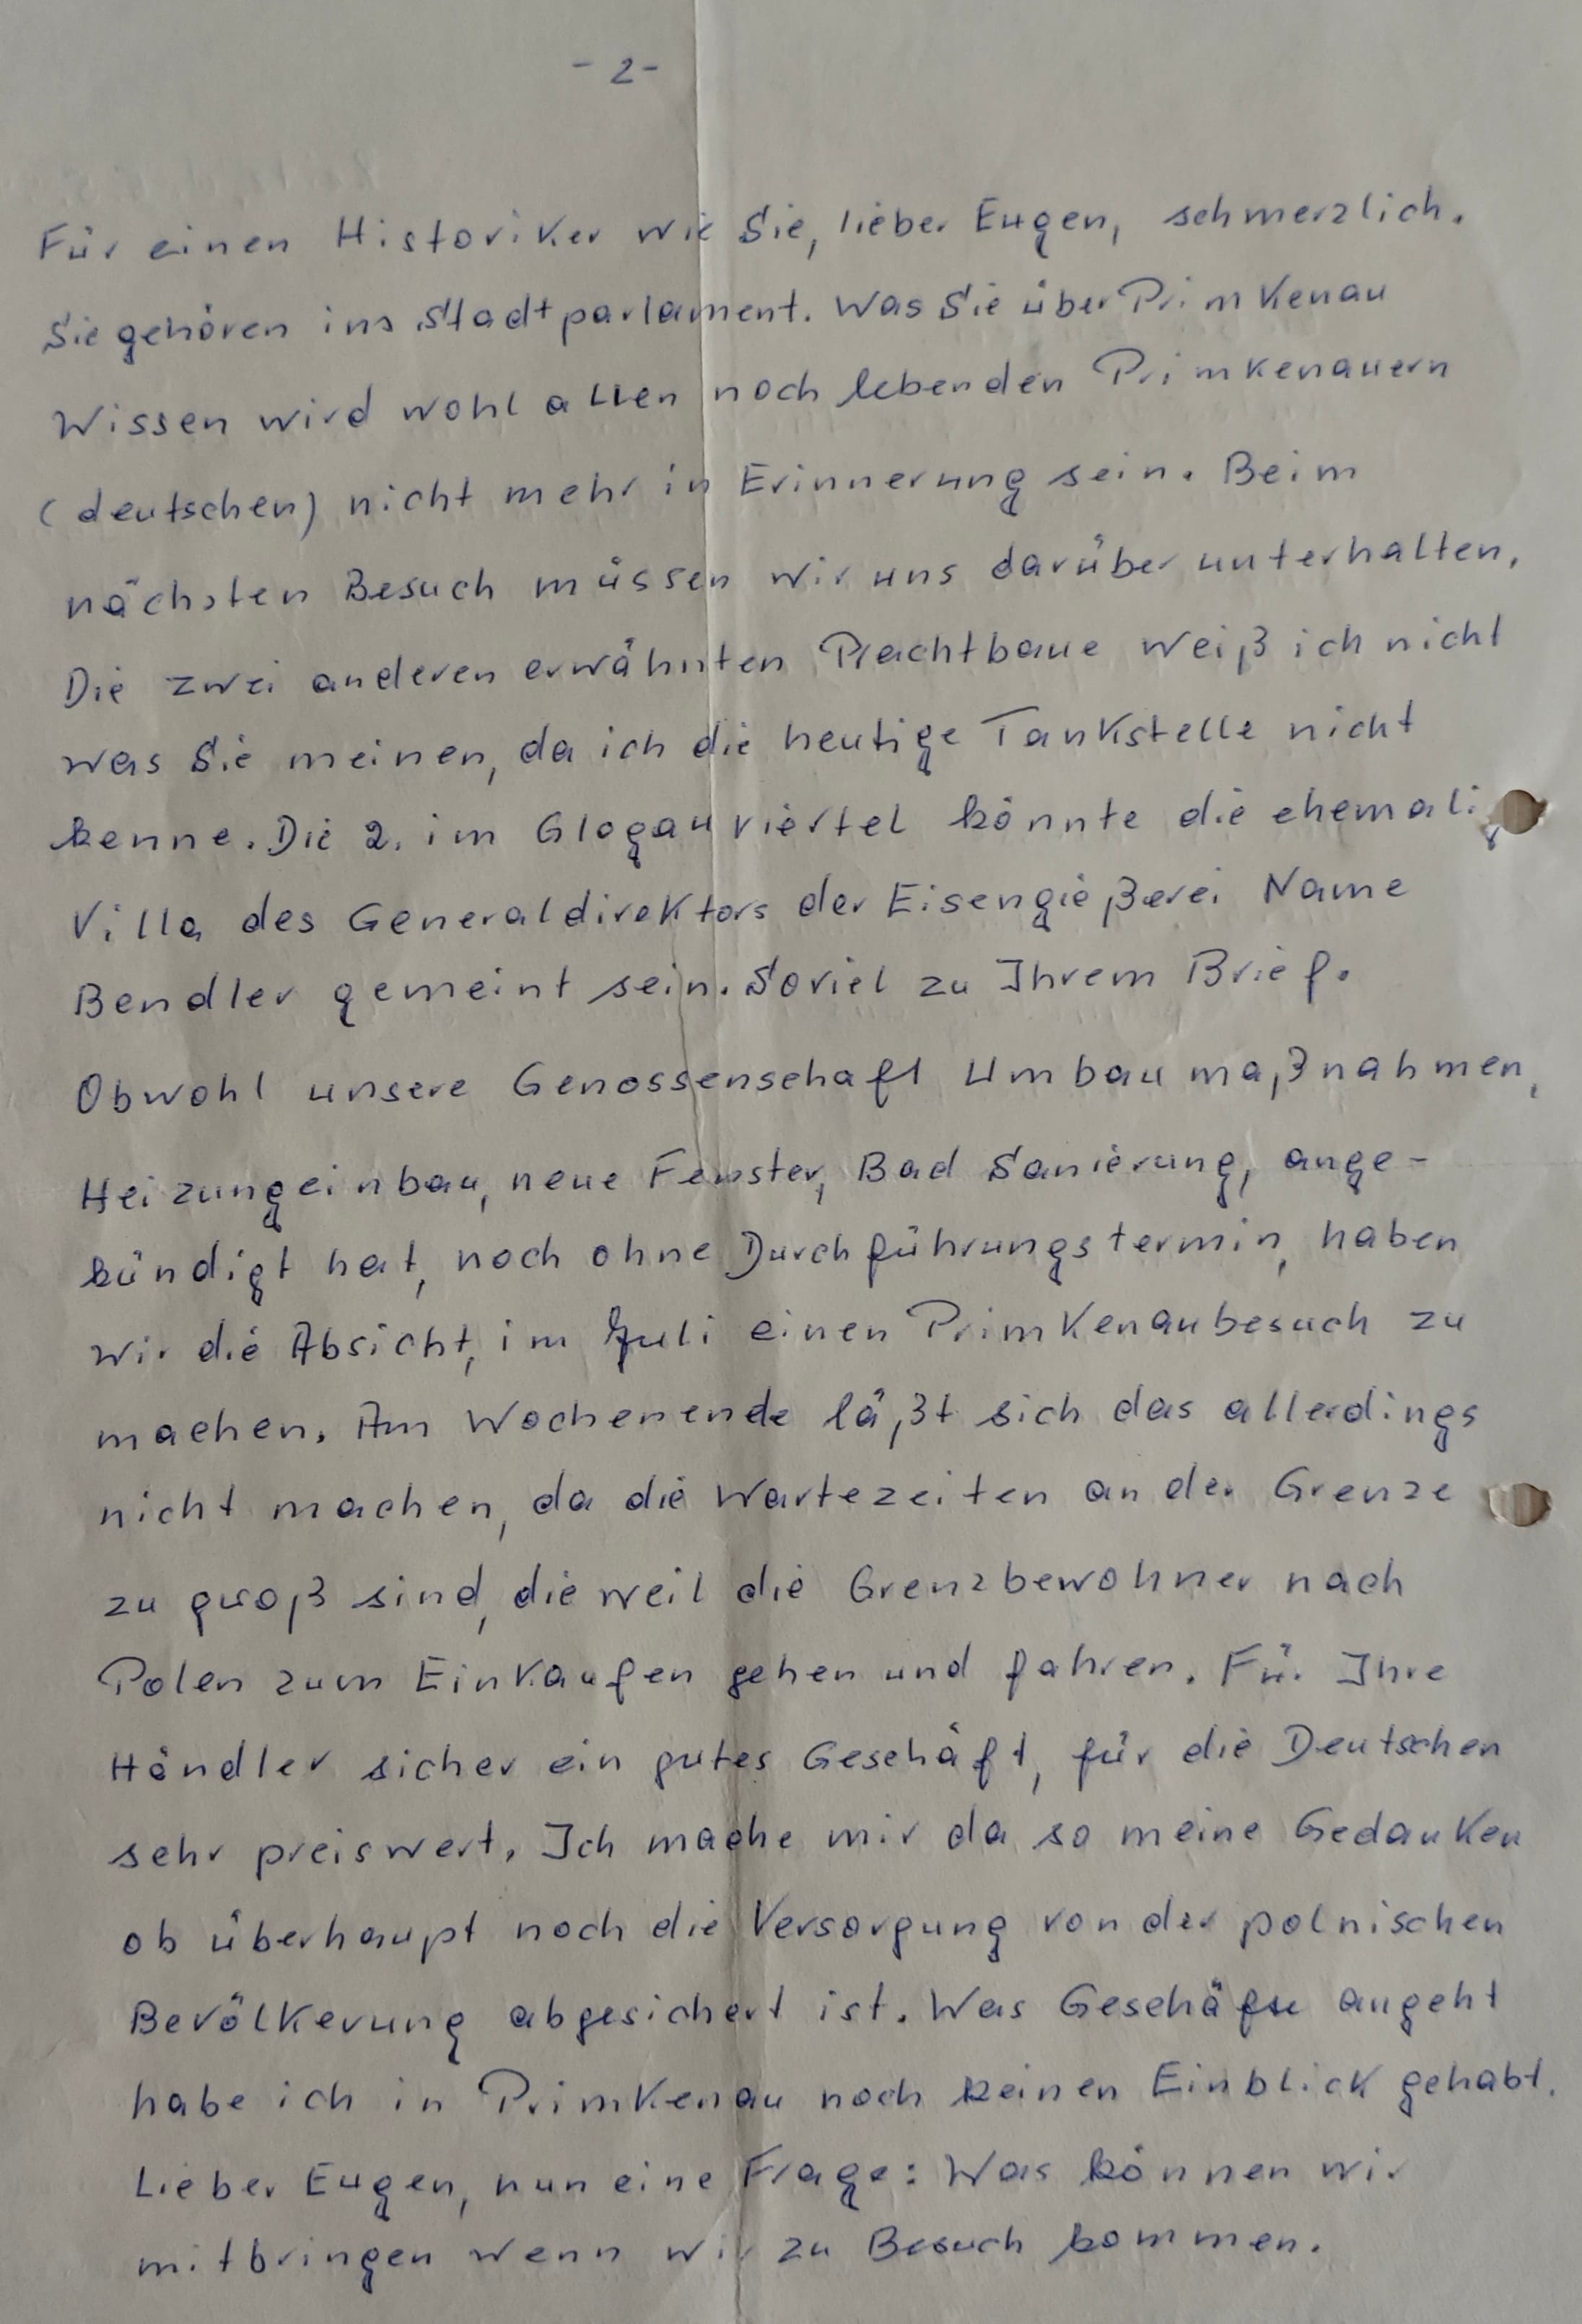 - 2 -
Für einen Historiker wie Sie, lieber Eugen, schmerzlich.
Sie gehören ins Stadtparlament. Was Sie über Primkenau
Wissen wird wohl allen noch lebenden Primkenauern
(deutschen) nicht mehr in Erinnerung sein. Beim
nächsten Besuch müssen wir uns darüber unterhalten.
Die zwei anderen erwähnten Prachtbaue weiß ich nicht
was Sie meinen, da ich die heutige Tankstelle nicht
kenne. Die 2. im Glogauviertel könnte die ehemalig
Villa des Generaldirektors der Eisengießerei Name
Bendler gemeint sein. Soviel zu Ihrem Brief.
Obwohl unsere Genossenschaft Umbaumaßnahmen,
Heizungeinbau, neue Fenster, Bad Sanierung, ange-
kündigt hat, noch ohne Durchführungstermin, haben
wir die Absicht, im Juli einen Primkenaubesuch zu
machen. Am Wochenende läßt sich das allerdings
nicht machen, da die Wartezeiten an der Grenze
zu groß sind, die weil die Grenzbewohner nach
Polen zum Einkaufen gehen und fahren. Für Ihre
Händler sicher ein gutes Geschäft, für die Deutschen
sehr preiswert. Ich mache mir da so meine Gedanken
ob überhaupt noch die Versorgung von der polnischen
Bevölkerung abgesichert ist. Was Geschäfte angeht
habe ich in Primkenau noch keinen Einblick gehabt.
Lieber Eugen, nun eine Frage: Was können wir
mitbringen wenn wir zu Besuch kommen.